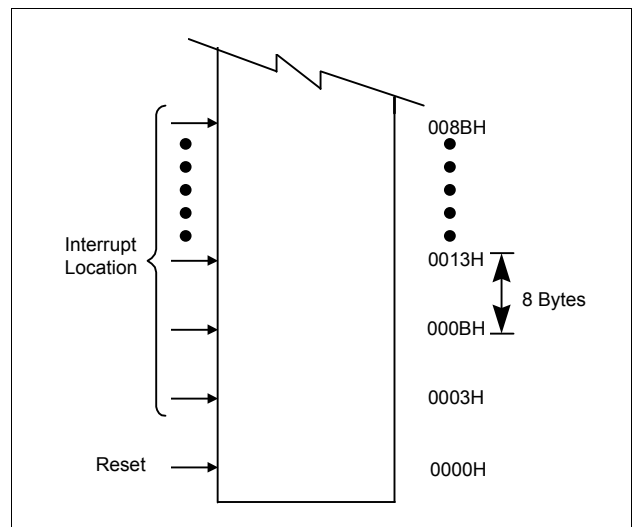 008BH
Interrupt
Location
0013H
8 Bytes
000BH
0003H
Reset
0000H